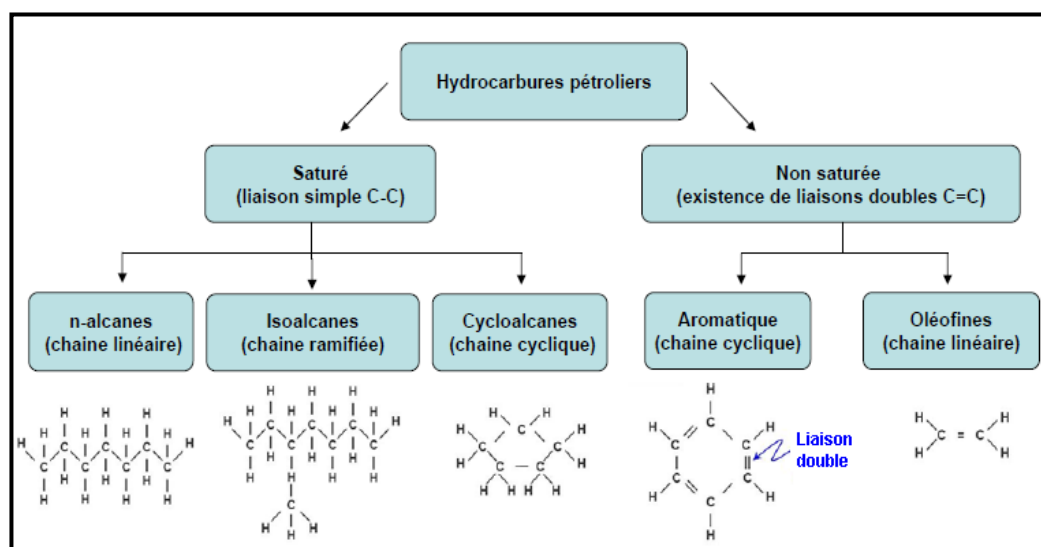 Hydrocarbures pétroliers
Saturé
(liaison simple C-C)
Non saturée
(existence de liaisons doubles C=C)
n-alcanes
(chaine linéaire)
Isoalcanes
(chaine ramifiée)
Cycloalcanes
(chaine cyclique)
Aromatique
(chaine cyclique)
Oléofines
(chaine linéaire)
Liaison
double